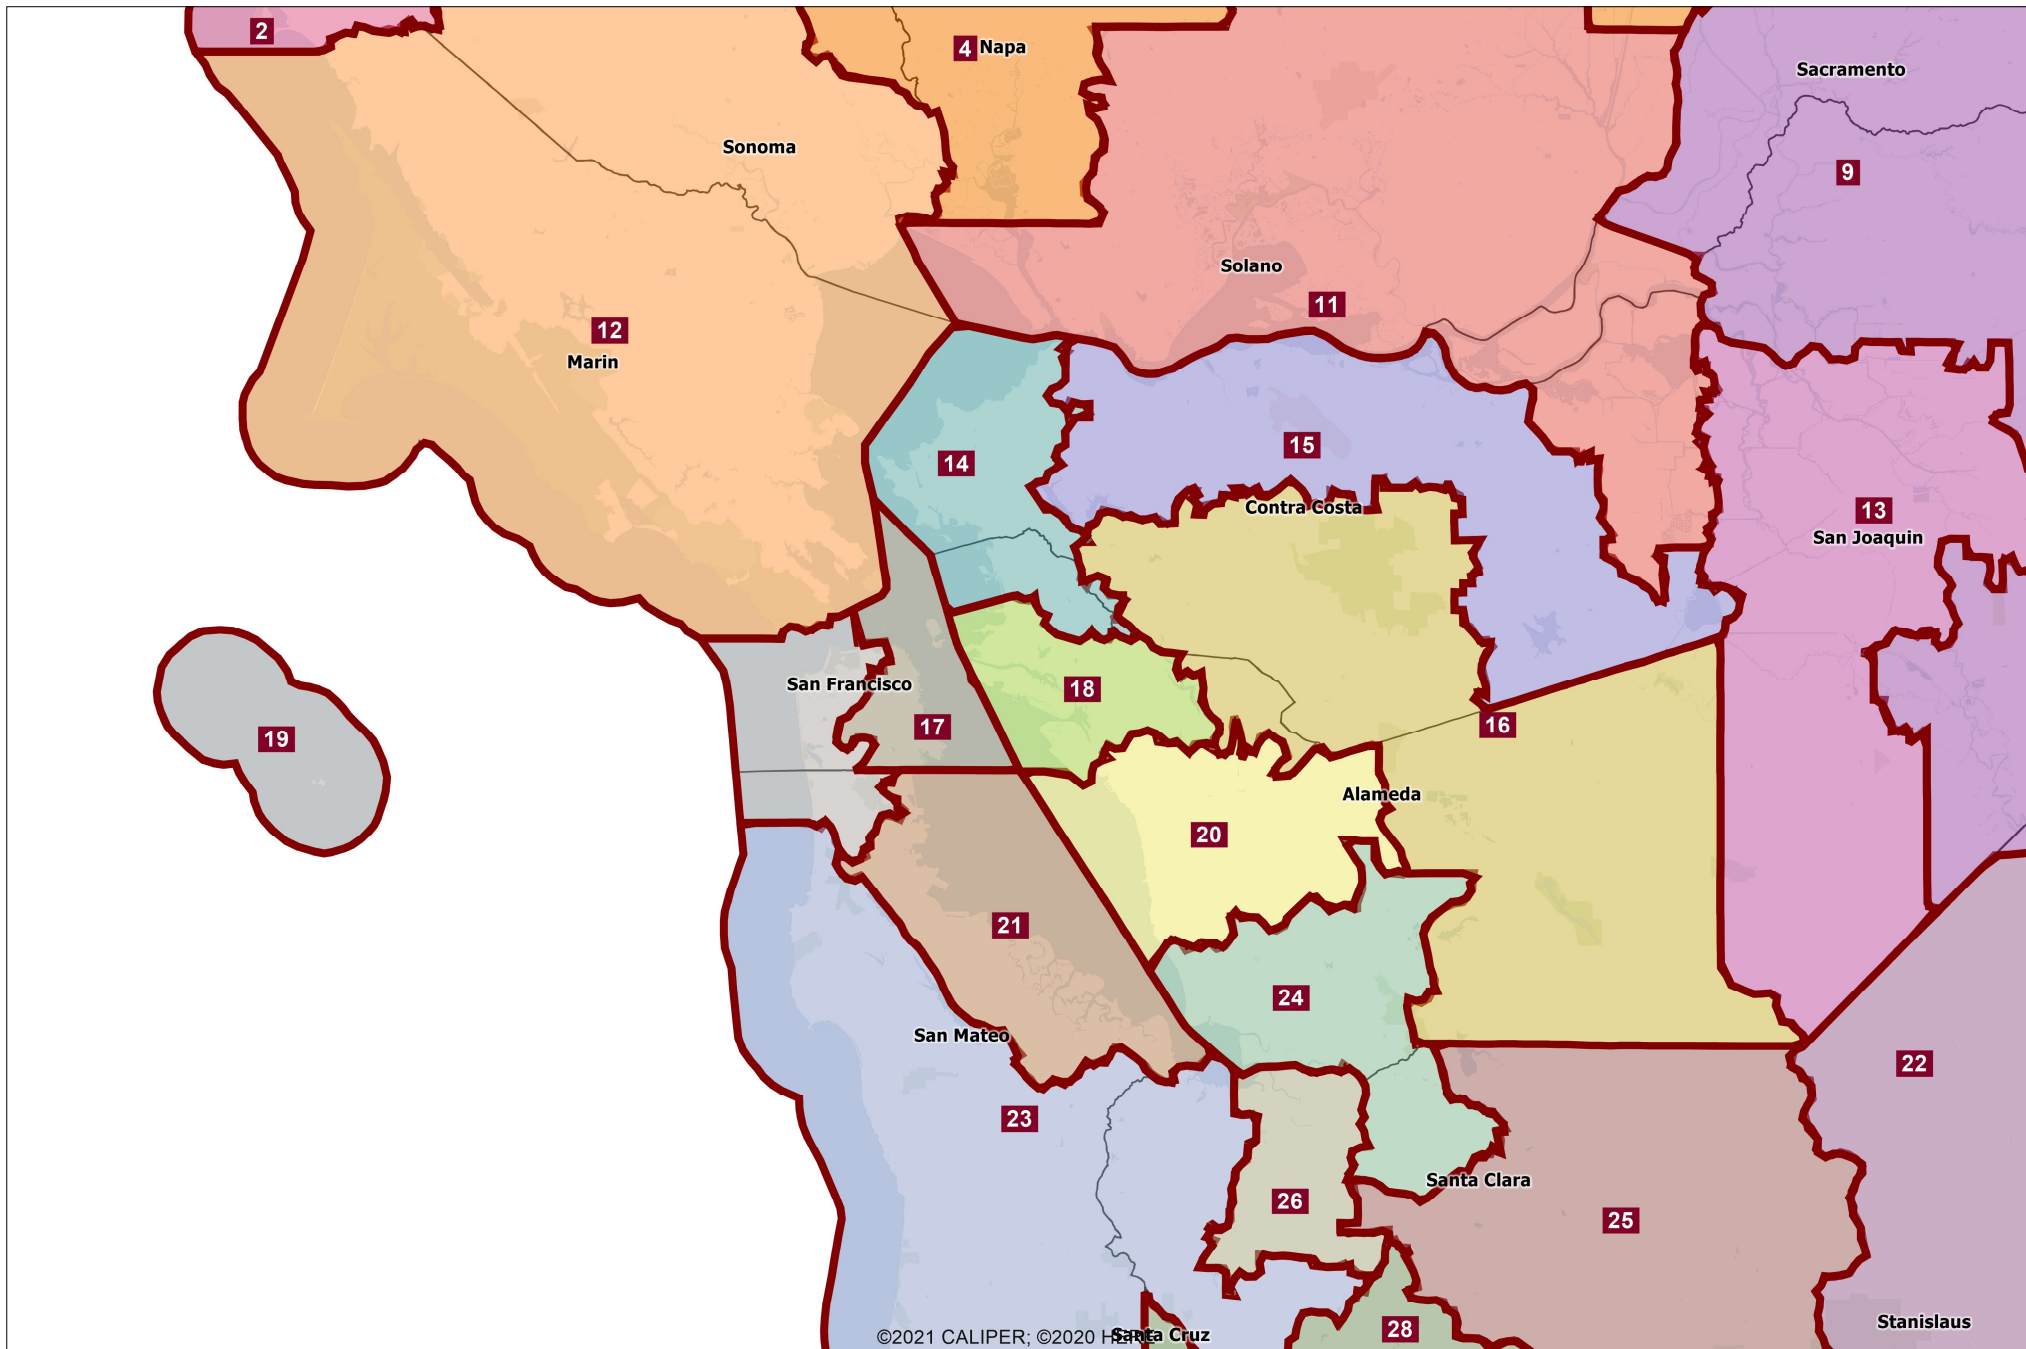 2
4 Napa
Sacramento
Sonoma
9
Solano
11
12
Marin
15
14
Contra Costa
13
San Joaquin
San Francisco
18
19
17
16
Alameda
20
21
24
San Mateo
22
23
Santa Clara
26
25
Stanislaus
28
©2021 CALIPER; ©2020 HERE
Santa Cruz